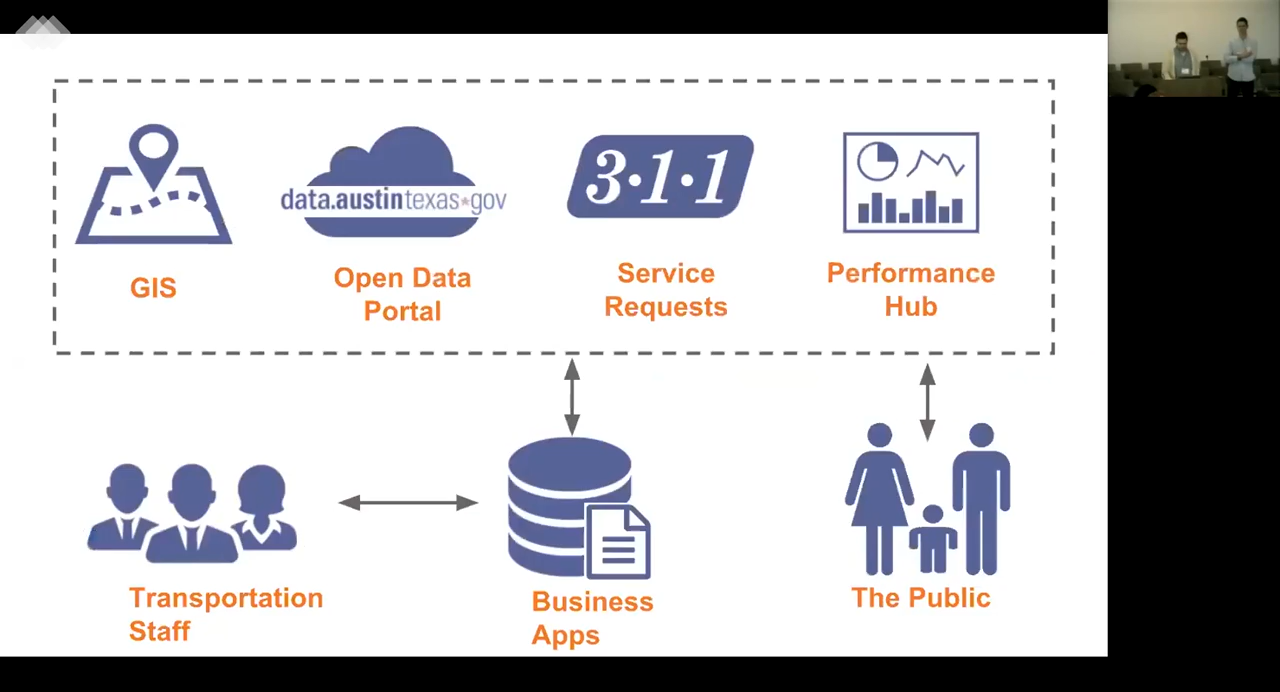 data.austintexas*gov
3·1·1
GIS
Open Data
Portal
Service
Requests
Performance
Hub
Transportation
Staff
Business
Apps
The Public